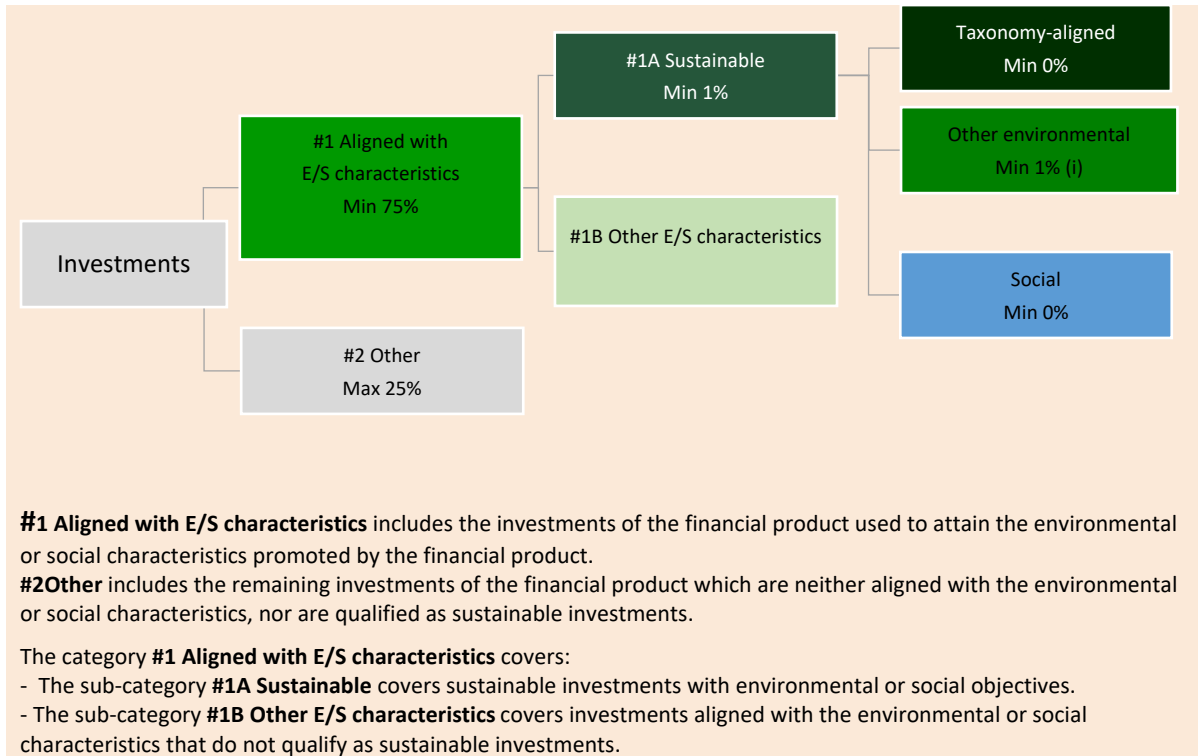 Investments
#1 Aligned with
E/S characteristics
Min 75%
#2 Other
Max 25%
#1A Sustainable
Min 1%
#1B Other E/S characteristics
Taxonomy-aligned
Min 0%
Other environmental
Min 1% (i)
Social
Min 0%
#1 Aligned with E/S characteristics includes the investments of the financial product used to attain the environmental
or social characteristics promoted by the financial product.
#2Other includes the remaining investments of the financial product which are neither aligned with the environmental
or social characteristics, nor are qualified as sustainable investments.
The category #1 Aligned with E/S characteristics covers:
- The sub-category #1A Sustainable covers sustainable investments with environmental or social objectives.
- The sub-category #1B Other E/S characteristics covers investments aligned with the environmental or social
characteristics that do not qualify as sustainable investments.